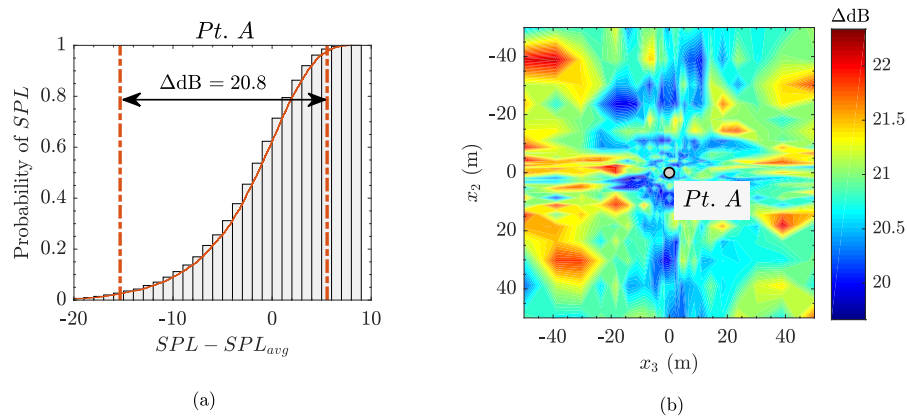 Pt. A
ΔdB = 20.8
Probability of SPL
1
0.8
0.6
0.4
0.2
0
-20
-10
0
10
SPL − SPL_avg
(a)
ΔdB
x_2 (m)
-40
-20
0
20
40
Pt. A
-40
-20
0
20
40
x_3 (m)
22
21.5
21
20.5
20
(b)